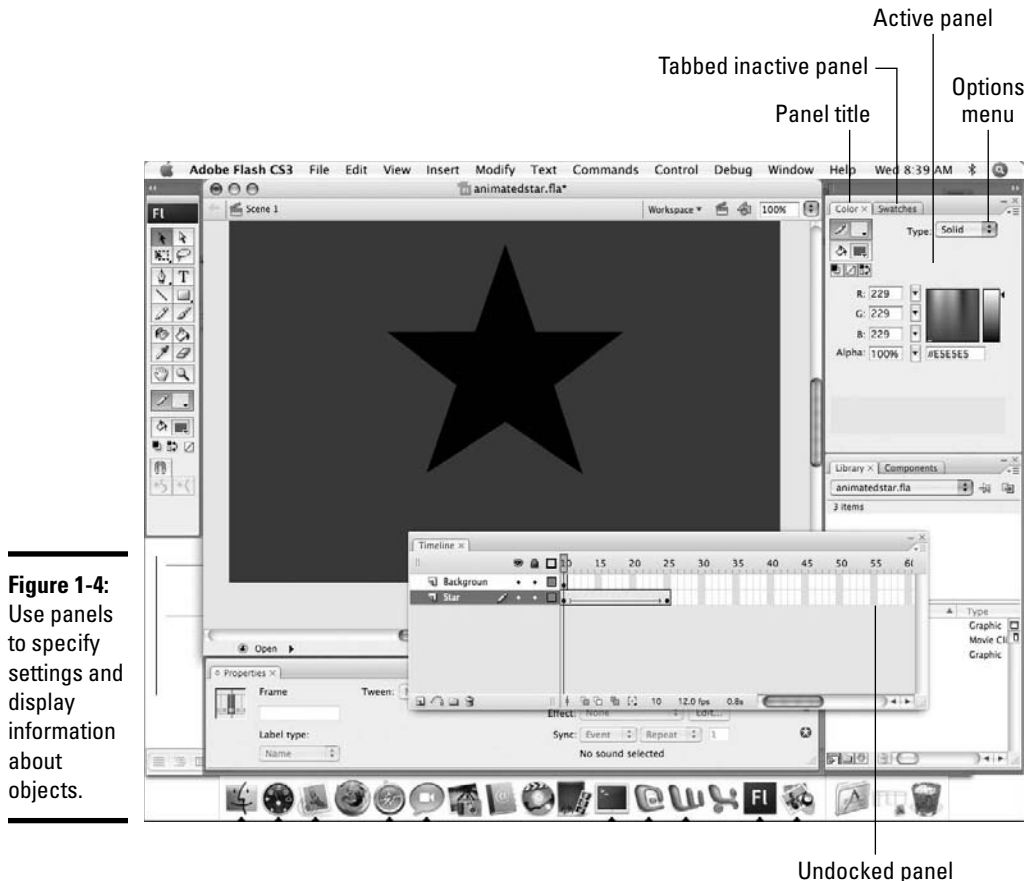 Active panel
Tabbed inactive panel
Options
menu
Panel title
Adobe Flash CS3 File Edit View Insert Modify Text Commands Control Debug Window Help Wed 8:39 AM
animatedstar.fla*
Fl
Scene 1
Workspace
100%
Color × Swatches
Type: Solid
T
R: 229
G: 229
B: 229
Alpha: 100% #E5E5E5
Library × Components
animatedstar.fla
3 items
Timeline ×
15 20 25 30 35 40 45 50 55
Backgroun
Star
Type
Graphic
Movie Cli
Graphic
Open
10 12.0 fps 0.8s
Properties ×
Frame
Tween:
Effect: None Edit...
Label type:
Sync: Event Repeat 1
Name
No sound selected
Fl
Figure 1-4:
Use panels
to specify
settings and
display
information
about
objects.
Undocked panel